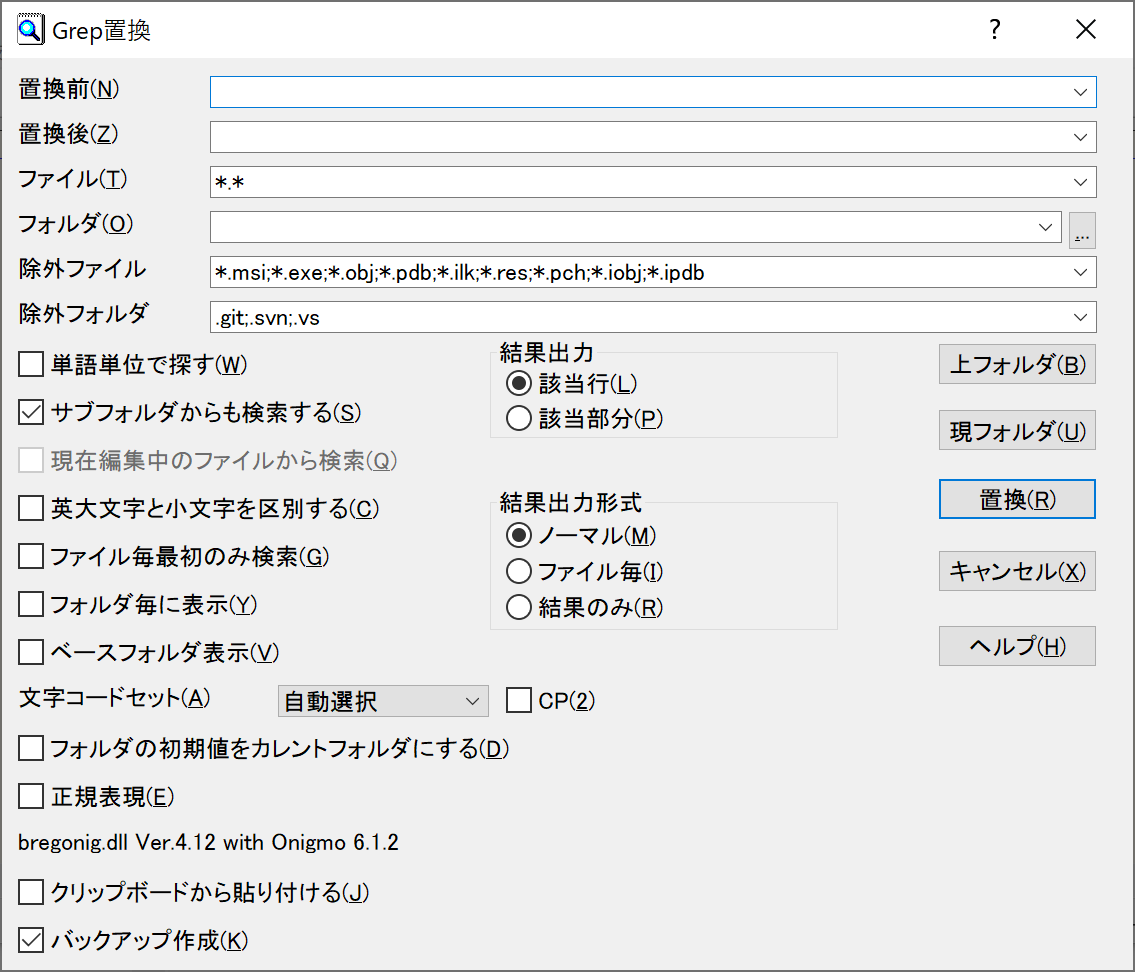 Grep置換
?
置換前(N)
置換後(Z)
ファイル(T)
*.*
フォルダ(O)
...
除外ファイル
*.msi;*.exe;*.obj;*.pdb;*.ilk;*.res;*.pch;*.iobj;*.ipdb
除外フォルダ
.git;.svn;.vs
単語単位で探す(W)
サブフォルダからも検索する(S)
現在編集中のファイルから検索(Q)
英大文字と小文字を区別する(C)
ファイル毎最初のみ検索(G)
フォルダ毎に表示(Y)
ベースフォルダ表示(V)
結果出力
該当行(L)
該当部分(P)
結果出力形式
ノーマル(M)
ファイル毎(I)
結果のみ(R)
上フォルダ(B)
現フォルダ(U)
置換(R)
キャンセル(X)
ヘルプ(H)
文字コードセット(A)
自動選択
CP(2)
フォルダの初期値をカレントフォルダにする(D)
正規表現(E)
bregonig.dll Ver.4.12 with Onigmo 6.1.2
クリップボードから貼り付ける(J)
バックアップ作成(K)